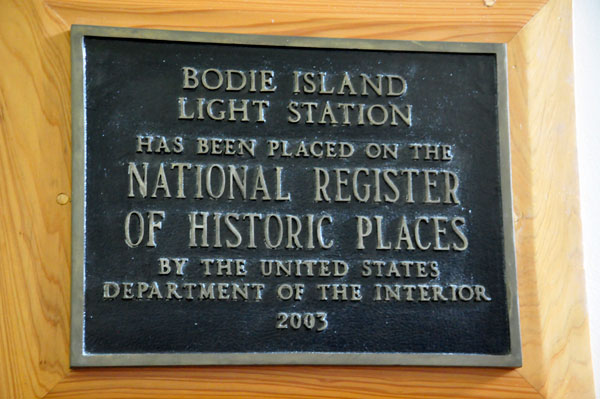 BODIE ISLAND
LIGHT STATION
HAS BEEN PLACED ON THE
NATIONAL REGISTER
OF HISTORIC PLACES
BY THE UNITED STATES
DEPARTMENT OF THE INTERIOR
2003